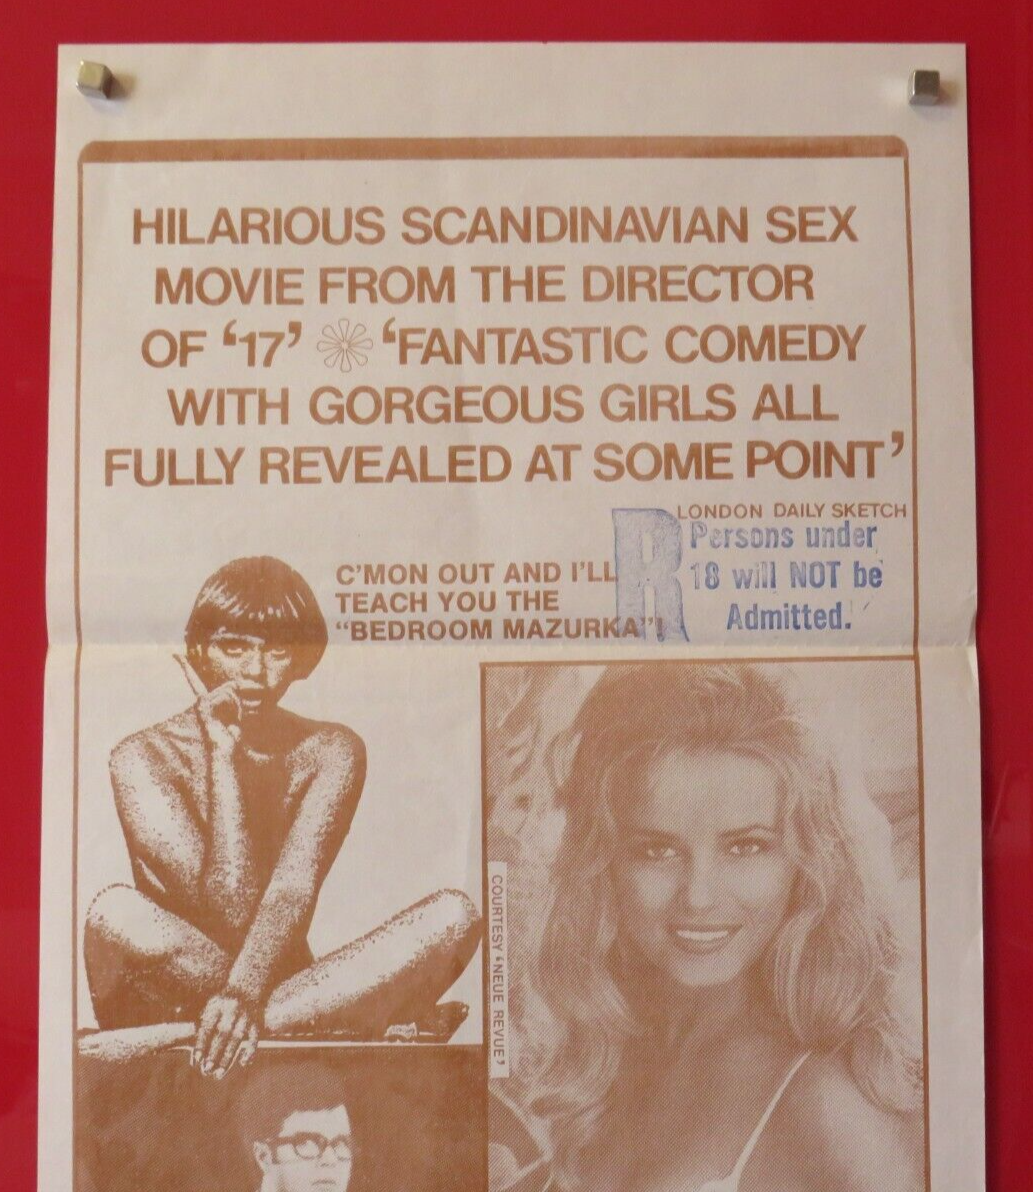 HILARIOUS SCANDINAVIAN SEX
MOVIE FROM THE DIRECTOR
OF ‘17’ ‘FANTASTIC COMEDY
WITH GORGEOUS GIRLS ALL
FULLY REVEALED AT SOME POINT’
LONDON DAILY SKETCH
R Persons under
18 will NOT be
Admitted.
C’MON OUT AND I’LL
TEACH YOU THE
“BEDROOM MAZURKA”!
COURTESY ‘NEUE REVUE’